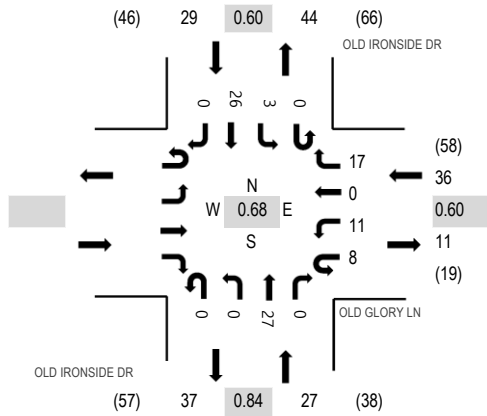 (46) 29 0.60 44 (66)
OLD IRONSIDE DR
0 26 3 0
17
(58)
36
N
0
W 0.68 E
0.60
11
11
S
8
(19)
0 0 27 0
OLD GLORY LN
OLD IRONSIDE DR
(57) 37 0.84 27 (38)